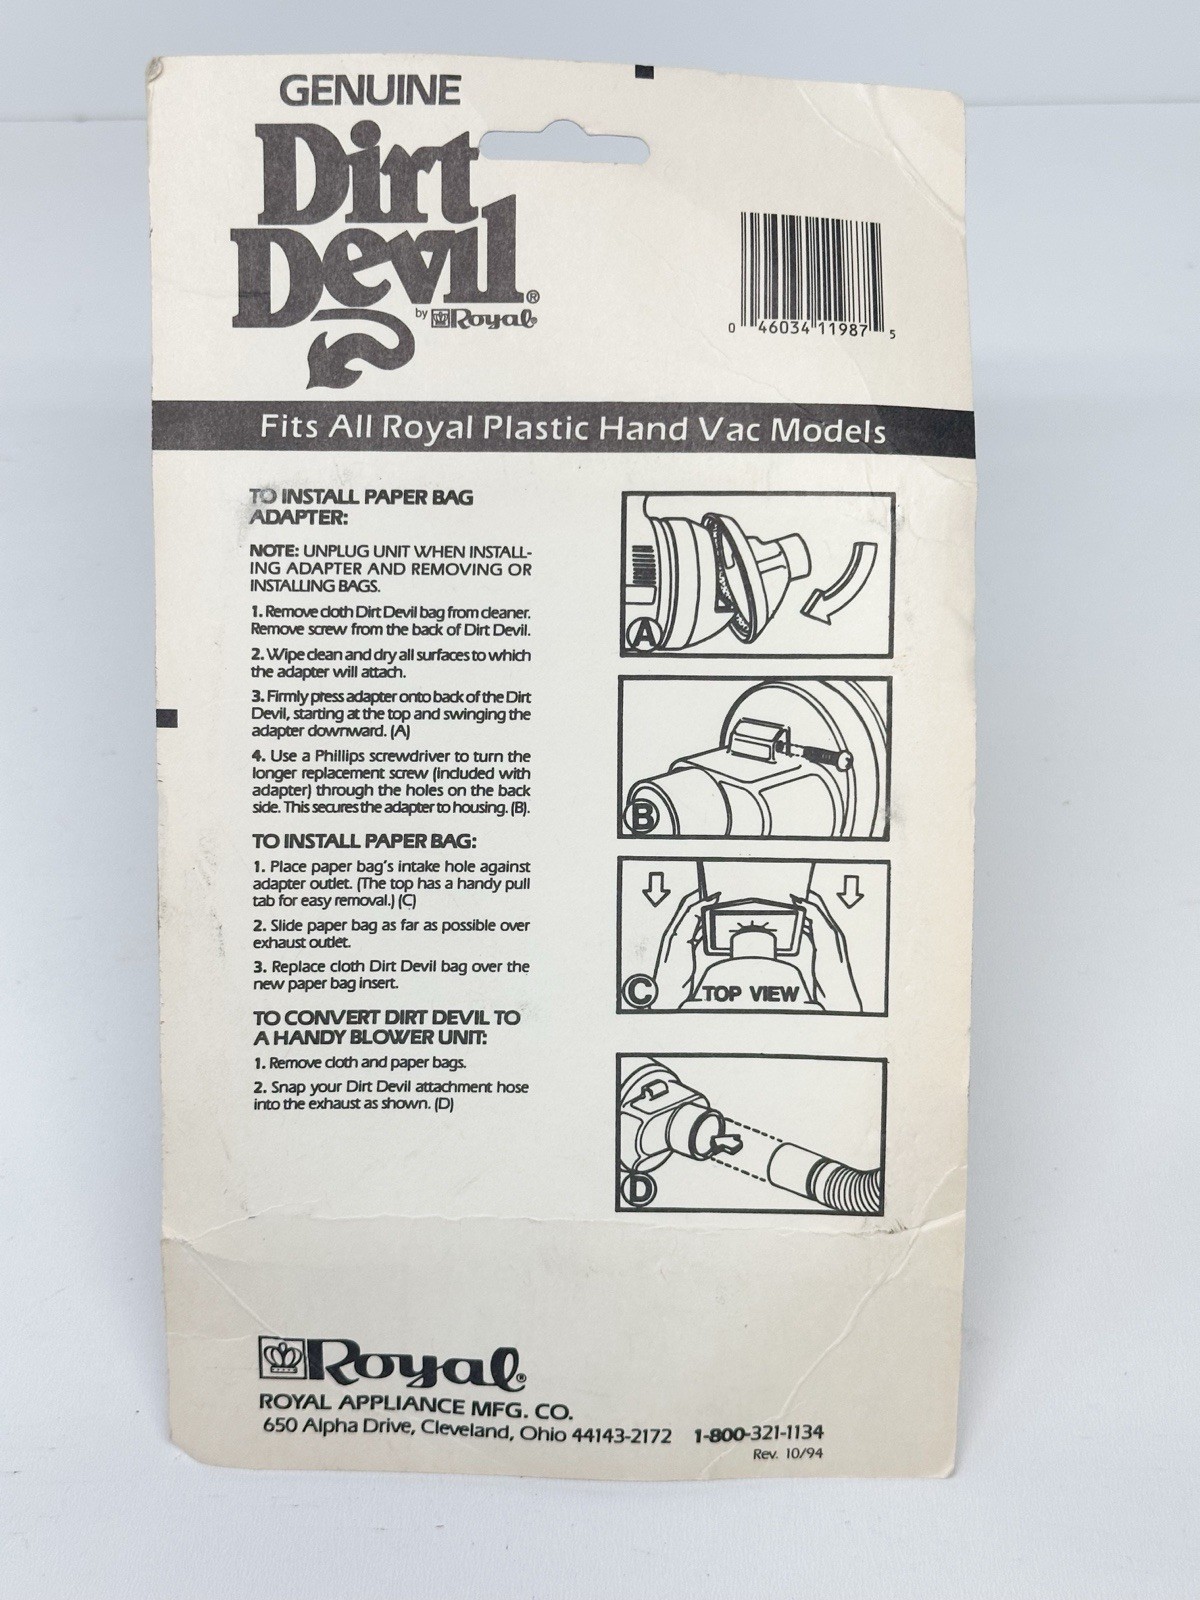 GENUINE
Dirt
Devil®
by Royal®
0 46034 11987 5
Fits All Royal Plastic Hand Vac Models
TO INSTALL PAPER BAG
ADAPTER:
NOTE: UNPLUG UNIT WHEN INSTALL-
ING ADAPTER AND REMOVING OR
INSTALLING BAGS.
1. Remove cloth Dirt Devil bag from cleaner.
Remove screw from the back of Dirt Devil.
2. Wipe clean and dry all surfaces to which
the adapter will attach.
3. Firmly press adapter onto back of the Dirt
Devil, starting at the top and swinging the
adapter downward. (A)
4. Use a Phillips screwdriver to turn the
longer replacement screw (included with
adapter) through the holes on the back
side. This secures the adapter to housing. (B).
TO INSTALL PAPER BAG:
1. Place paper bag's intake hole against
adapter outlet. (The top has a handy pull
tab for easy removal.) (C)
2. Slide paper bag as far as possible over
exhaust outlet.
3. Replace cloth Dirt Devil bag over the
new paper bag insert.
TO CONVERT DIRT DEVIL TO
A HANDY BLOWER UNIT:
1. Remove cloth and paper bags.
2. Snap your Dirt Devil attachment hose
into the exhaust as shown. (D)
A
B
C
TOP VIEW
D
Royal®
ROYAL APPLIANCE MFG. CO.
650 Alpha Drive, Cleveland, Ohio 44143-2172 1-800-321-1134
Rev. 10/94